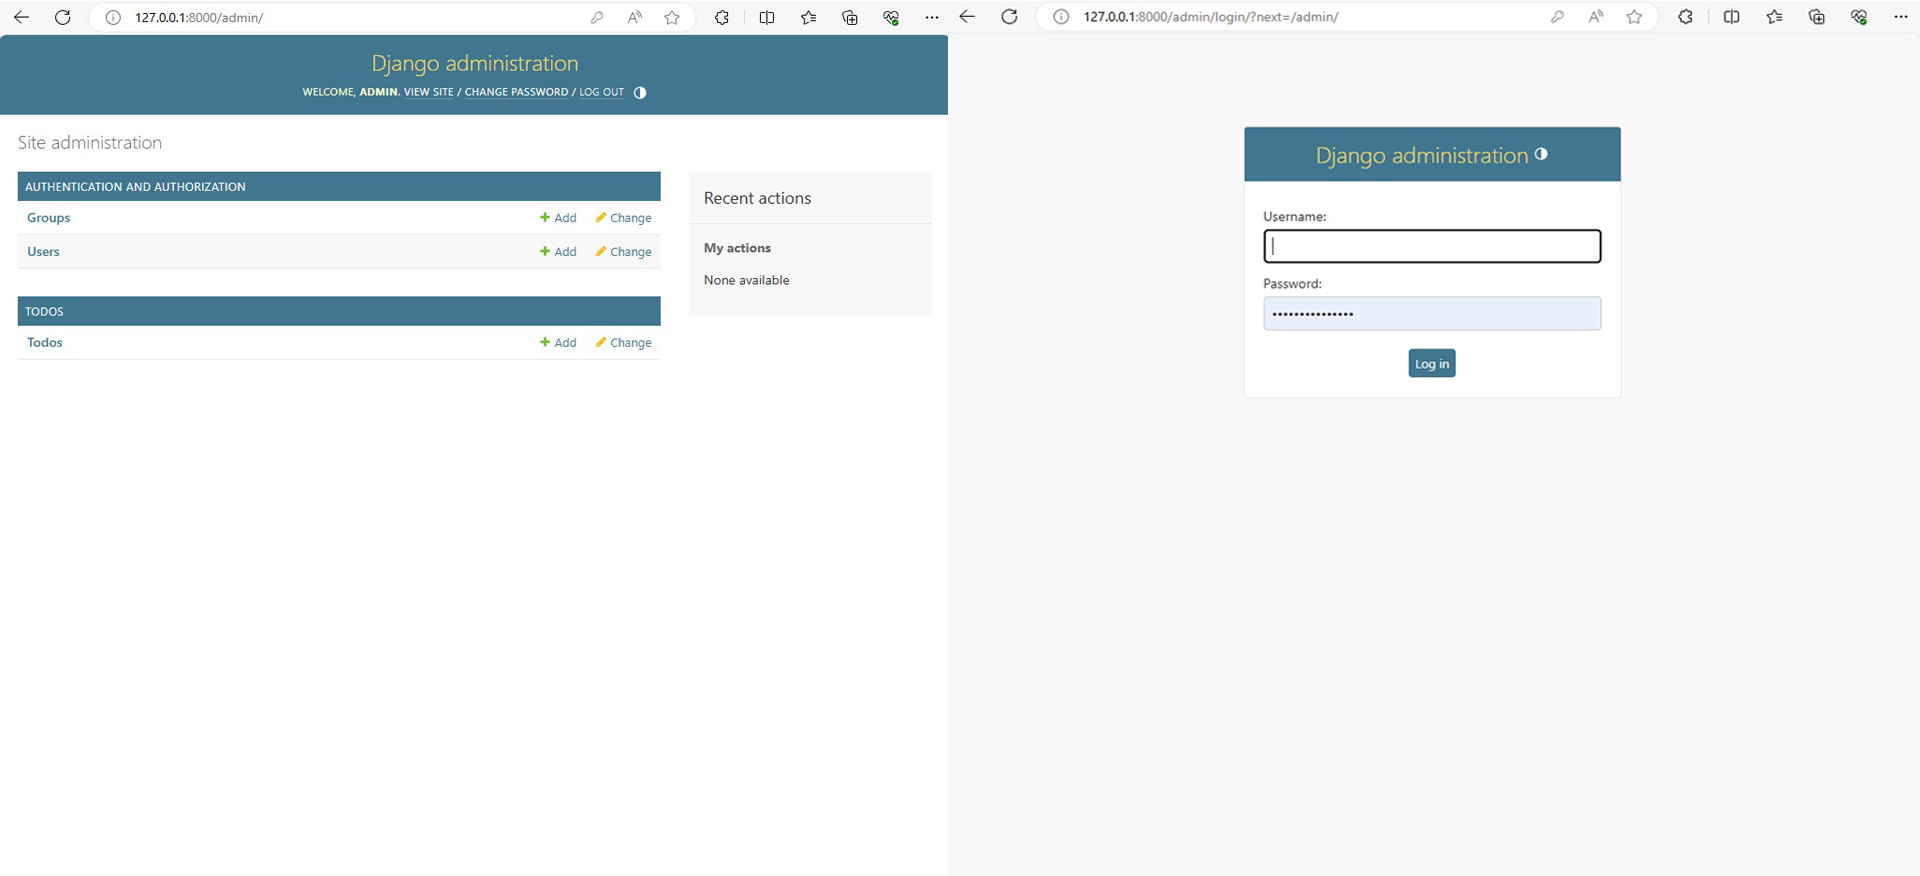 127.0.0.1:8000/admin/
Django administration
WELCOME, ADMIN. VIEW SITE / CHANGE PASSWORD / LOG OUT
Site administration
AUTHENTICATION AND AUTHORIZATION
Groups Add Change
Users Add Change
TODOS
Todos Add Change
Recent actions
My actions
None available
127.0.0.1:8000/admin/login/?next=/admin/
Django administration
Username:
Password:
Log in